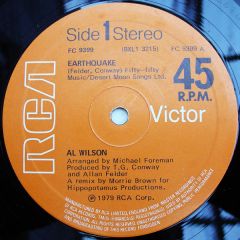 Side 1 Stereo
FC 9399 (BXL1 3215) FC 9399 A
EARTHQUAKE
(Felder, Conway) Fifty-fifty
Music/Desert Moon Songs Ltd.
45
R.P.M.
RCA
Victor
AL WILSON
Arranged by Michael Foreman
Produced by T.G. Conway
and Allan Felder
A remix by Morrie Brown for
Hippopotamus Productions.
℗ 1979 RCA Corp.